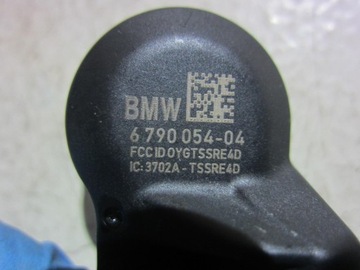 BMW
6 790 054-04
FCC ID OYGTSSRE4D
IC: 3702A-TSSRE4D